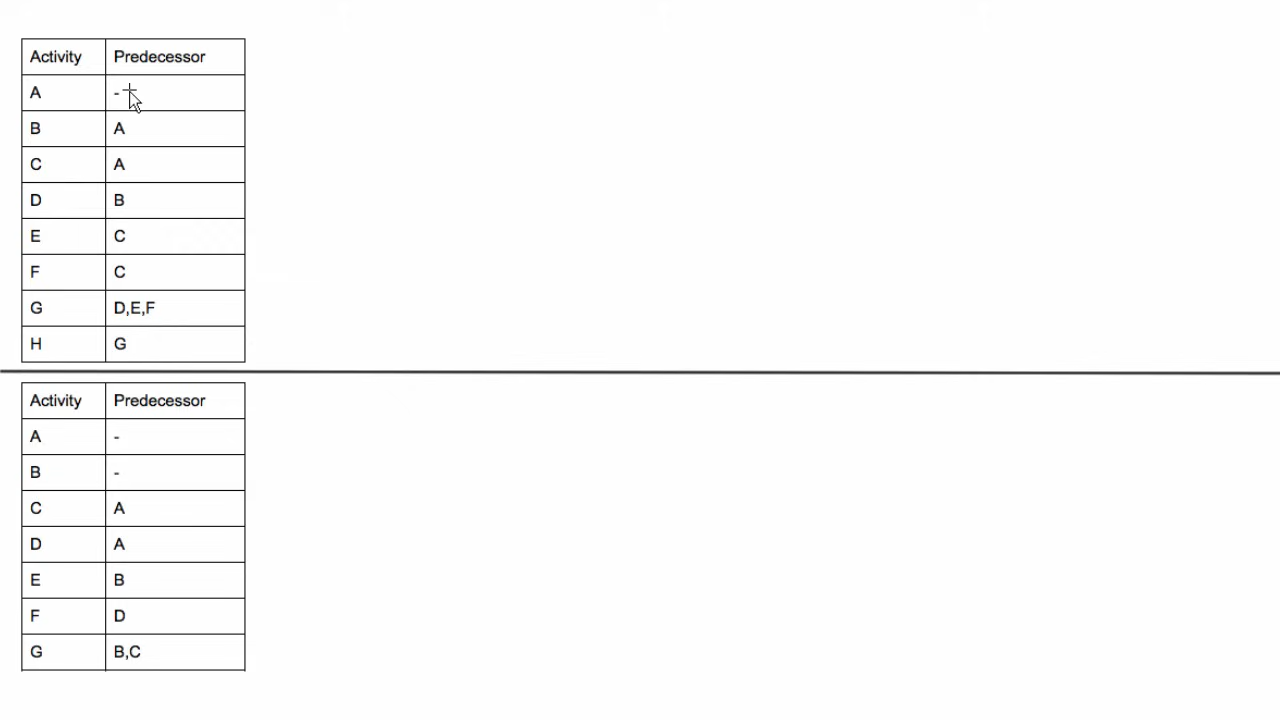 Activity Predecessor
A -
B A
C A
D B
E C
F C
G D,E,F
H G
Activity Predecessor
A -
B -
C A
D A
E B
F D
G B,C